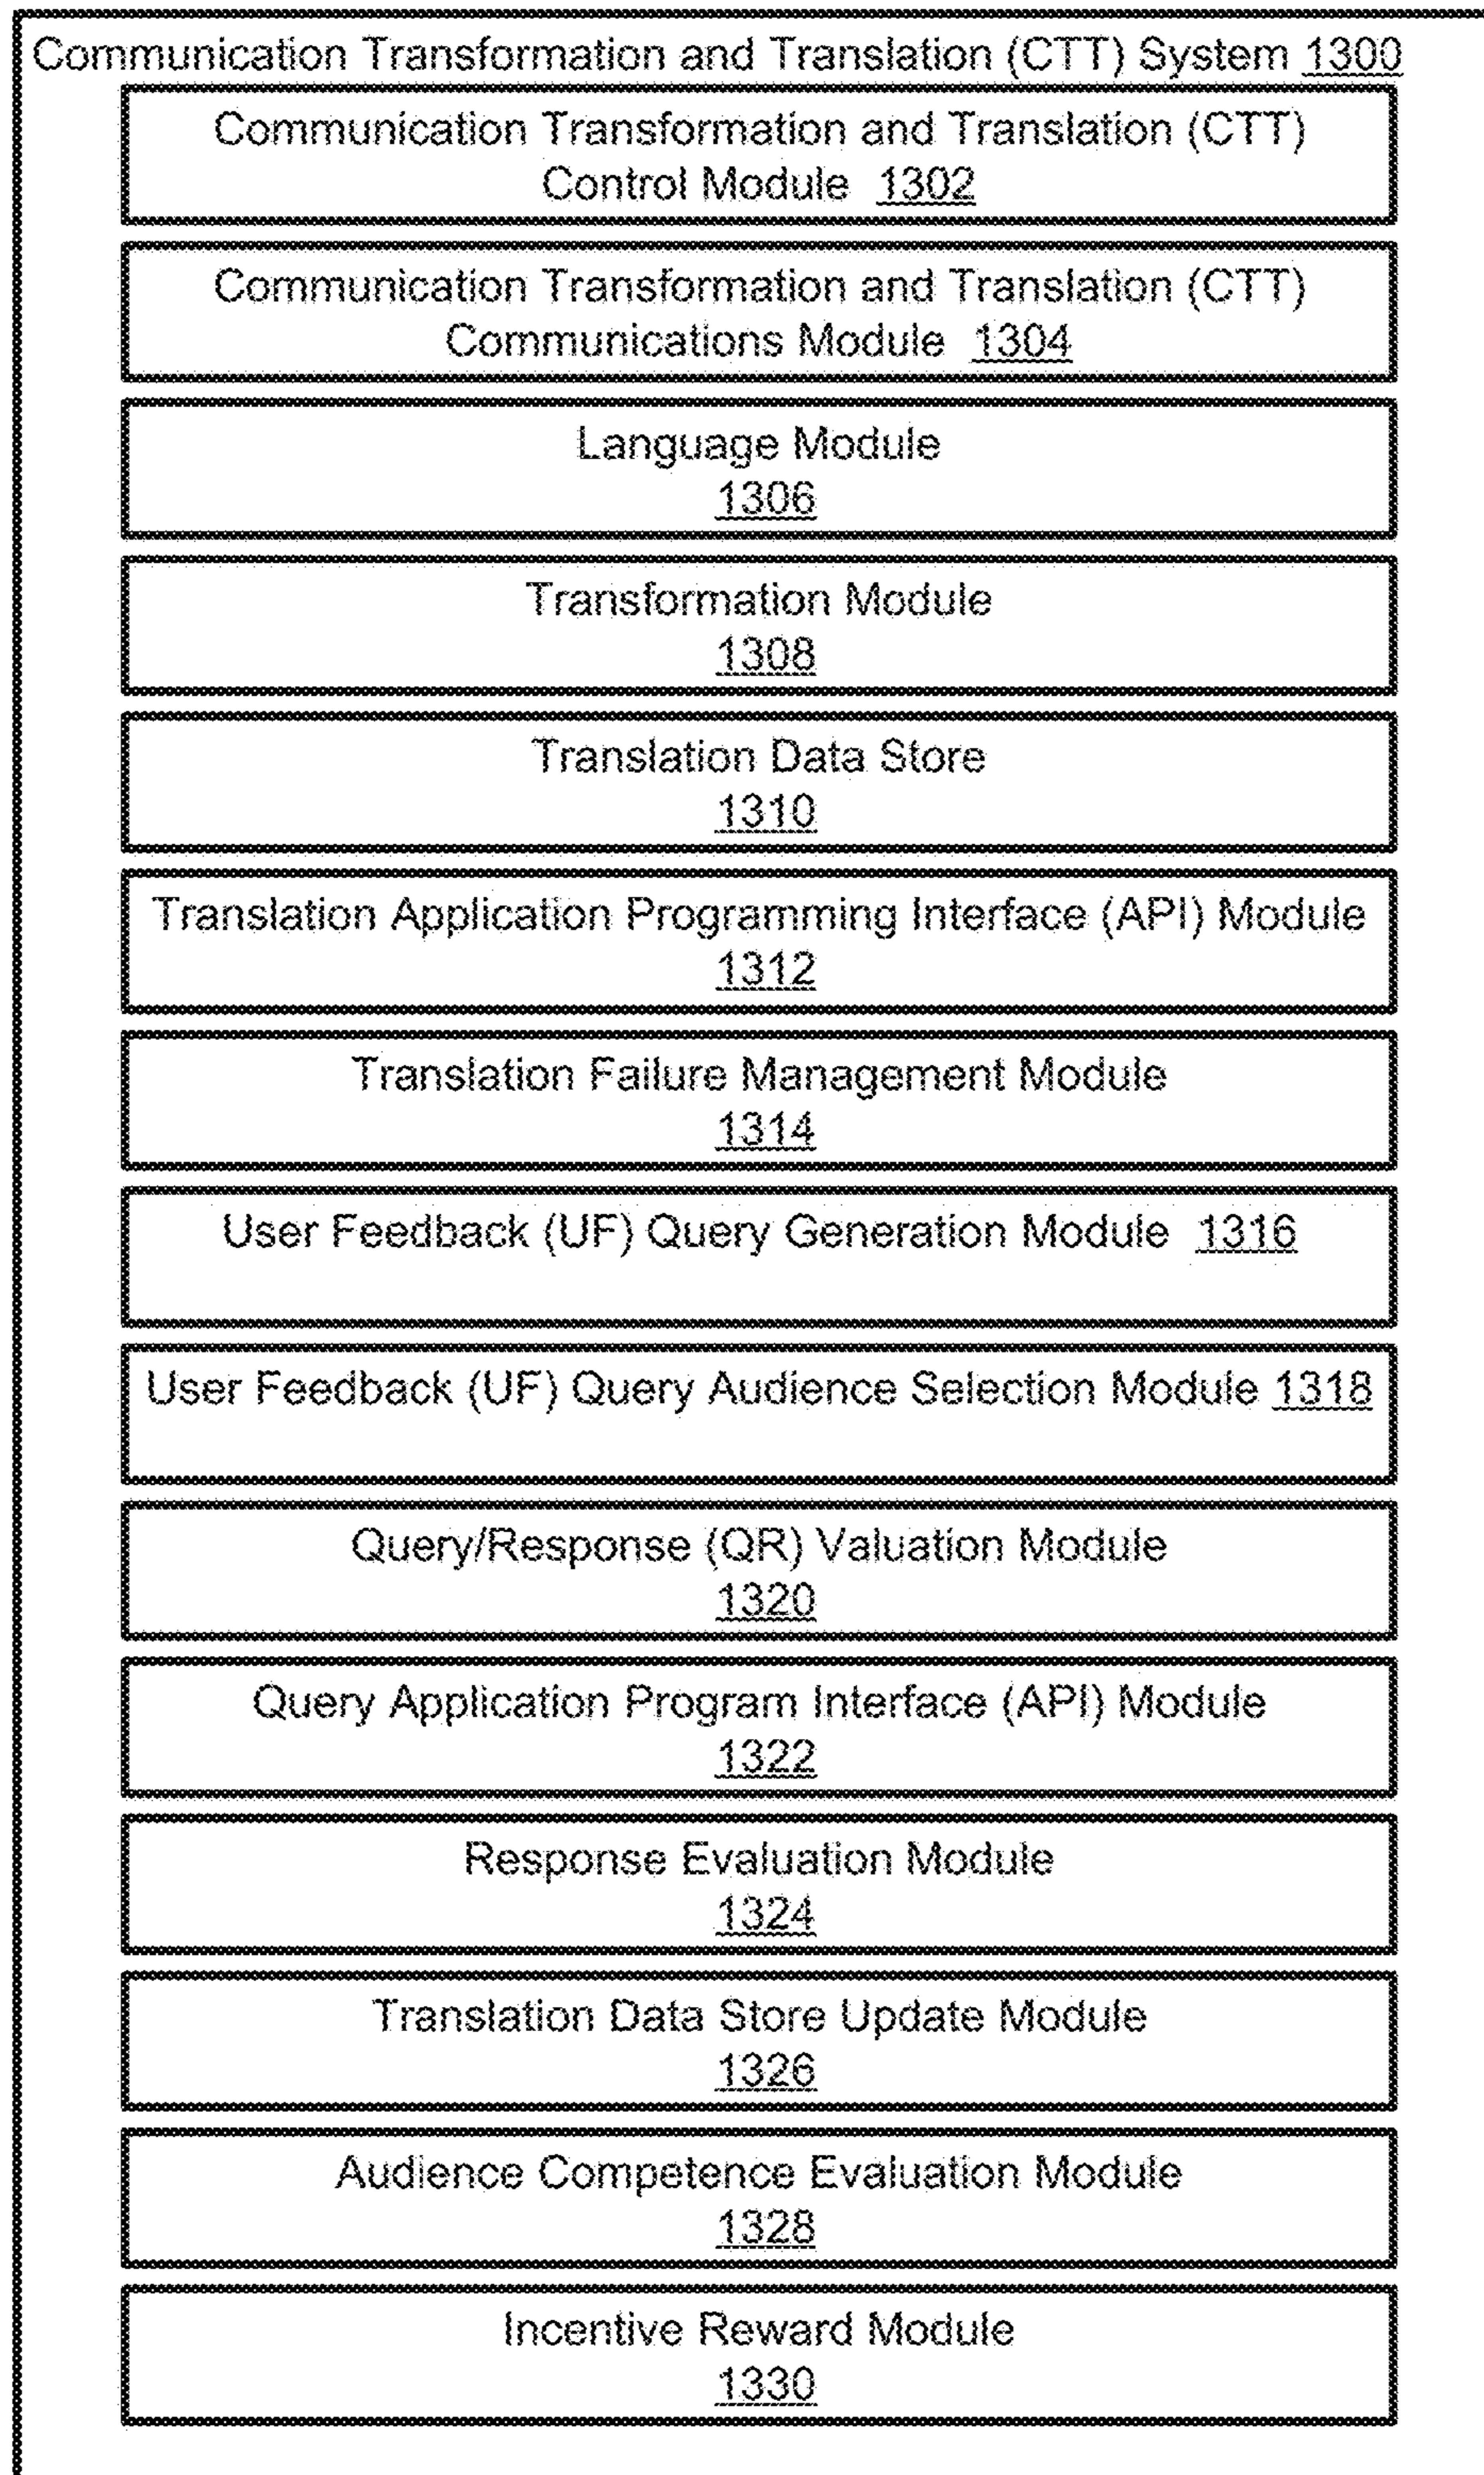 Communication Transformation and Translation (CTT) System 1300
Communication Transformation and Translation (CTT)
Control Module 1302
Communication Transformation and Translation (CTT)
Communications Module 1304
Language Module
1306
Transformation Module
1308
Translation Data Store
1310
Translation Application Programming Interface (API) Module
1312
Translation Failure Management Module
1314
User Feedback (UF) Query Generation Module 1316
User Feedback (UF) Query Audience Selection Module 1318
Query/Response (QR) Valuation Module
1320
Query Application Program Interface (API) Module
1322
Response Evaluation Module
1324
Translation Data Store Update Module
1326
Audience Competence Evaluation Module
1328
Incentive Reward Module
1330